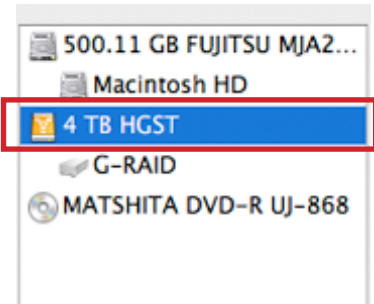 500.11 GB FUJITSU MJA2...
Macintosh HD
4 TB HGST
G-RAID
MATSHITA DVD-R UJ-868